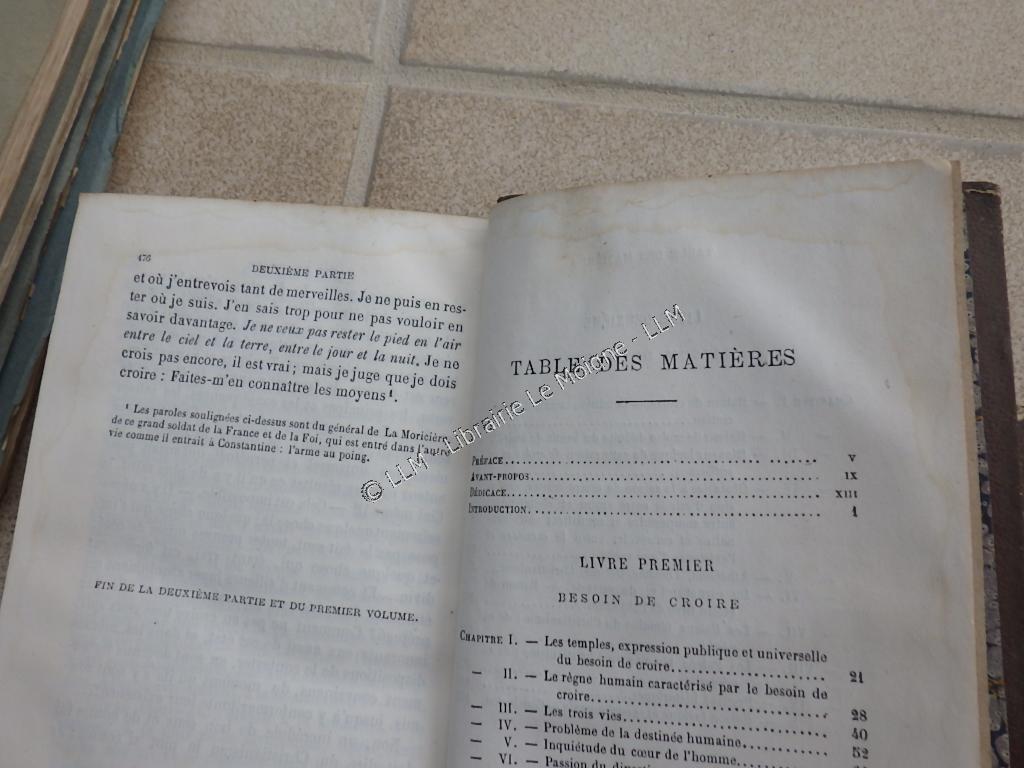 476
DEUXIÈME PARTIE
et où j'entrevois tant de merveilles. Je ne puis en res-
ter où je suis. J'en sais trop pour ne pas vouloir en
savoir davantage. Je ne veux pas rester le pied en l'air
entre le ciel et la terre, entre le jour et la nuit. Je ne
crois pas encore, il est vrai; mais je juge que je dois
croire : Faites-m'en connaître les moyens¹.
¹ Les paroles soulignées ci-dessus sont du général de La Moricière,
de ce grand soldat de la France et de la Foi, qui est entré dans l'autre
vie comme il entrait à Constantine : l'arme au poing.
FIN DE LA DEUXIÈME PARTIE ET DU PREMIER VOLUME.
TABLE DES MATIÈRES
PRÉFACE. V
AVANT-PROPOS. IX
DÉDICACE. XIII
INTRODUCTION. 1
LIVRE PREMIER
BESOIN DE CROIRE
CHAPITRE I. — Les temples, expression publique et universelle
du besoin de croire. 21
— II. — Le règne humain caractérisé par le besoin de
croire. 28
— III. — Les trois vies. 40
— IV. — Problème de la destinée humaine. 52
— V. — Inquiétude du cœur de l'homme.
— VI. — Passion du
© LLM - Librairie Le Moigne - LLM